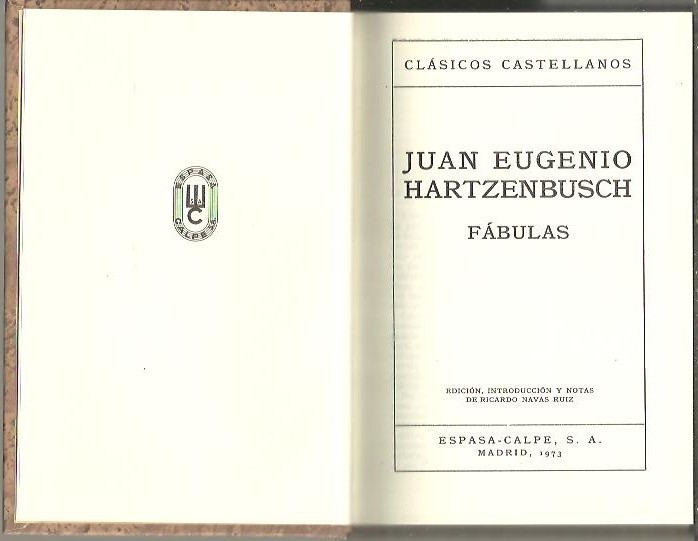 ESPASA
S A
CALPE S.A.
CLÁSICOS CASTELLANOS
JUAN EUGENIO
HARTZENBUSCH
FÁBULAS
EDICIÓN, INTRODUCCIÓN Y NOTAS
DE RICARDO NAVAS RUIZ
ESPASA-CALPE, S. A.
MADRID, 1973